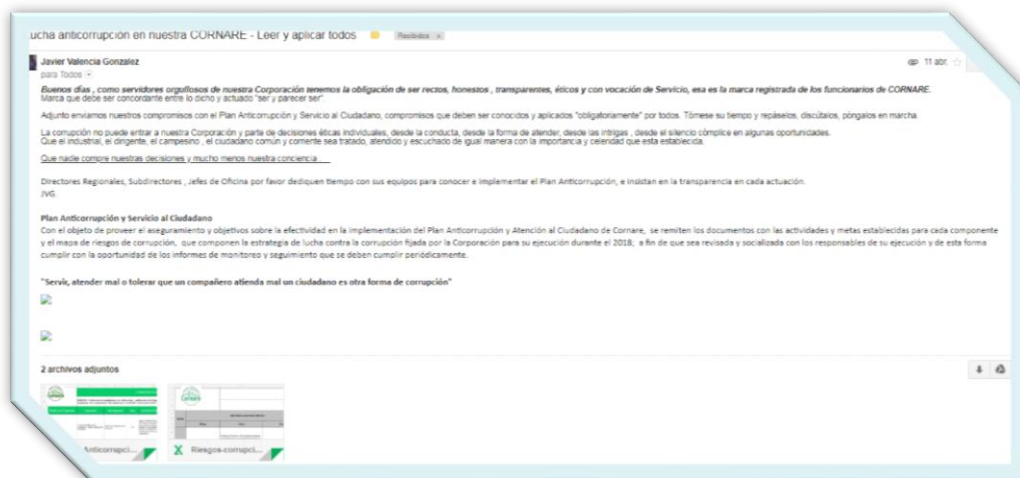 ucha anticorrupción en nuestra CORNARE - Leer y aplicar todos
Recibidos x
Javier Valencia Gonzalez
11 abr.
para Todos
Buenos días , como servidores orgullosos de nuestra Corporación tenemos la obligación de ser rectos, honestos , transparentes, éticos y con vocación de Servicio, esa es la marca registrada de los funcionarios de CORNARE.
Marca que debe ser concordante entre lo dicho y actuado "ser y parecer ser".
Adjunto enviamos nuestros compromisos con el Plan Anticorrupción y Servicio al Ciudadano, compromisos que deben ser conocidos y aplicados "obligatoriamente" por todos. Tómese su tiempo y repáselos, discútalos, póngalos en marcha.
La corrupción no puede entrar a nuestra Corporación y parte de decisiones éticas individuales, desde la conducta, desde la forma de atender, desde las intrigas , desde el silencio cómplice en algunas oportunidades.
Que el industrial, el dirigente, el campesino , el ciudadano común y corriente sea tratado, atendido y escuchado de igual manera con la importancia y celeridad que esta establecida.
Que nadie compre nuestras decisiones y mucho menos nuestra conciencia
Directores Regionales, Subdirectores , Jefes de Oficina por favor dediquen tiempo con sus equipos para conocer e implementar el Plan Anticorrupción, e insistan en la transparencia en cada actuación.
JVG.
Plan Anticorrupción y Servicio al Ciudadano
Con el objeto de proveer el aseguramiento y objetivos sobre la efectividad en la implementación del Plan Anticorrupción y Atención al Ciudadano de Cornare, se remiten los documentos con las actividades y metas establecidas para cada componente
y el mapa de riesgos de corrupción, que componen la estrategia de lucha contra la corrupción fijada por la Corporación para su ejecución durante el 2018; a fin de que sea revisada y socializada con los responsables de su ejecución y de esta forma
cumplir con la oportunidad de los informes de monitoreo y seguimiento que se deben cumplir periódicamente.
"Servir, atender mal o tolerar que un compañero atienda mal un ciudadano es otra forma de corrupción"
2 archivos adjuntos
Anticorrupci...
X Riesgos-corrupci...